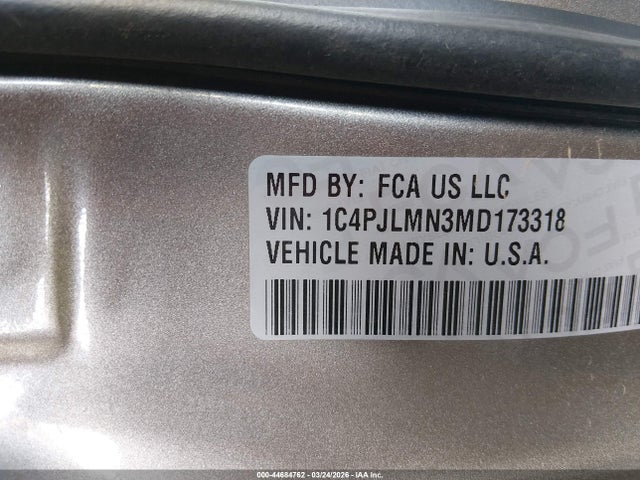 MFD BY: FCA US LLC
VIN: 1C4PJLMN3MD173318
VEHICLE MADE IN: U.S.A.
000-44684762 | 03/24/2026 | IAA Inc.